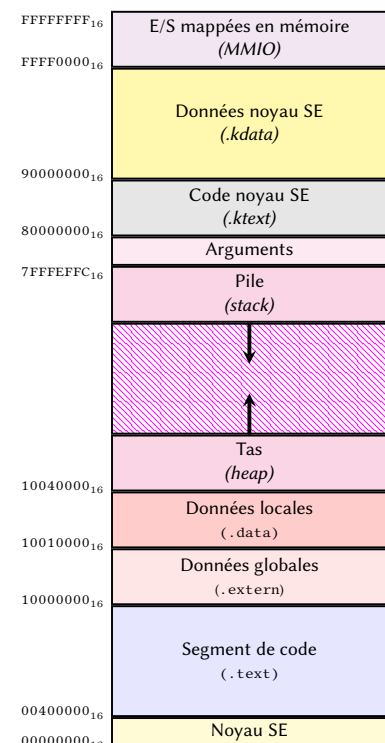 FFFFFFFF₁₆
E/S mappées en mémoire
(MMIO)
FFFF0000₁₆
Données noyau SE
(.kdata)
90000000₁₆
Code noyau SE
(.ktext)
80000000₁₆
Arguments
7FFFEFFC₁₆
Pile
(stack)
Tas
(heap)
10040000₁₆
Données locales
(.data)
10010000₁₆
Données globales
(.extern)
10000000₁₆
Segment de code
(.text)
00400000₁₆
Noyau SE
00000000₁₆